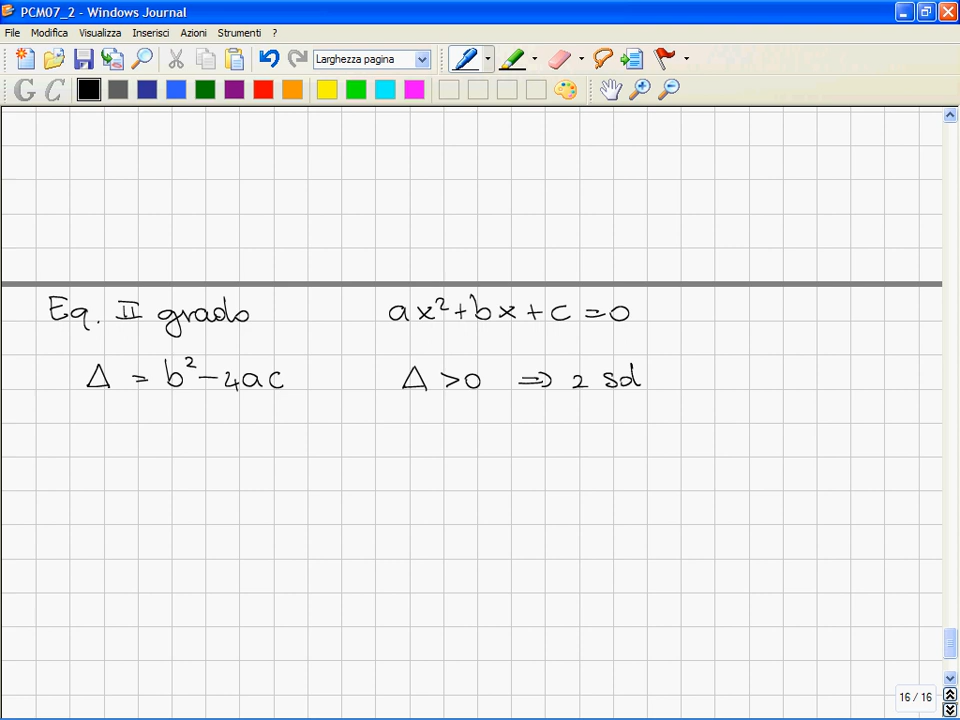 PCM07_2 - Windows Journal
File Modifica Visualizza Inserisci Azioni Strumenti ?
Larghezza pagina
G C
Eq. II grado ax²+bx+c=0
Δ = b²-4ac Δ>0 ⇒ 2 sol
16 / 16